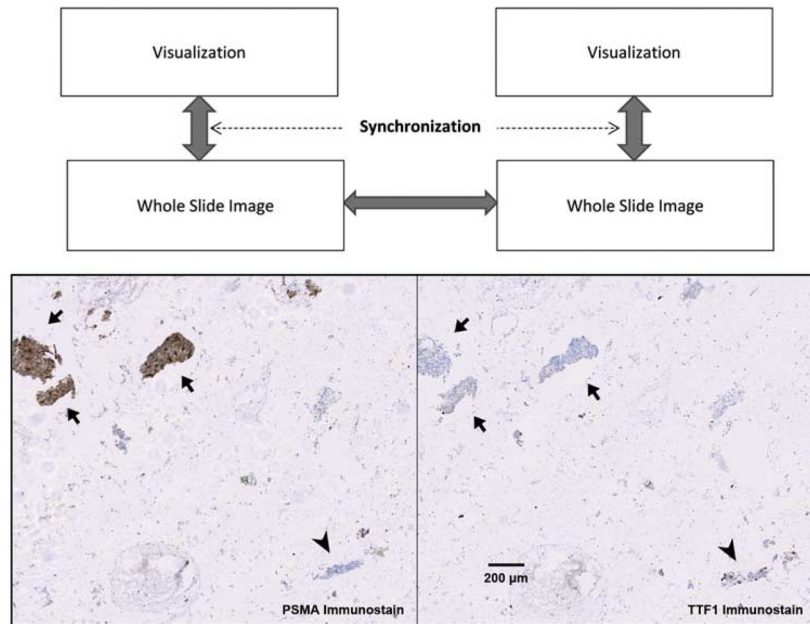 Visualization
Visualization
Synchronization
Whole Slide Image
Whole Slide Image
200 µm
PSMA Immunostain
TTF1 Immunostain